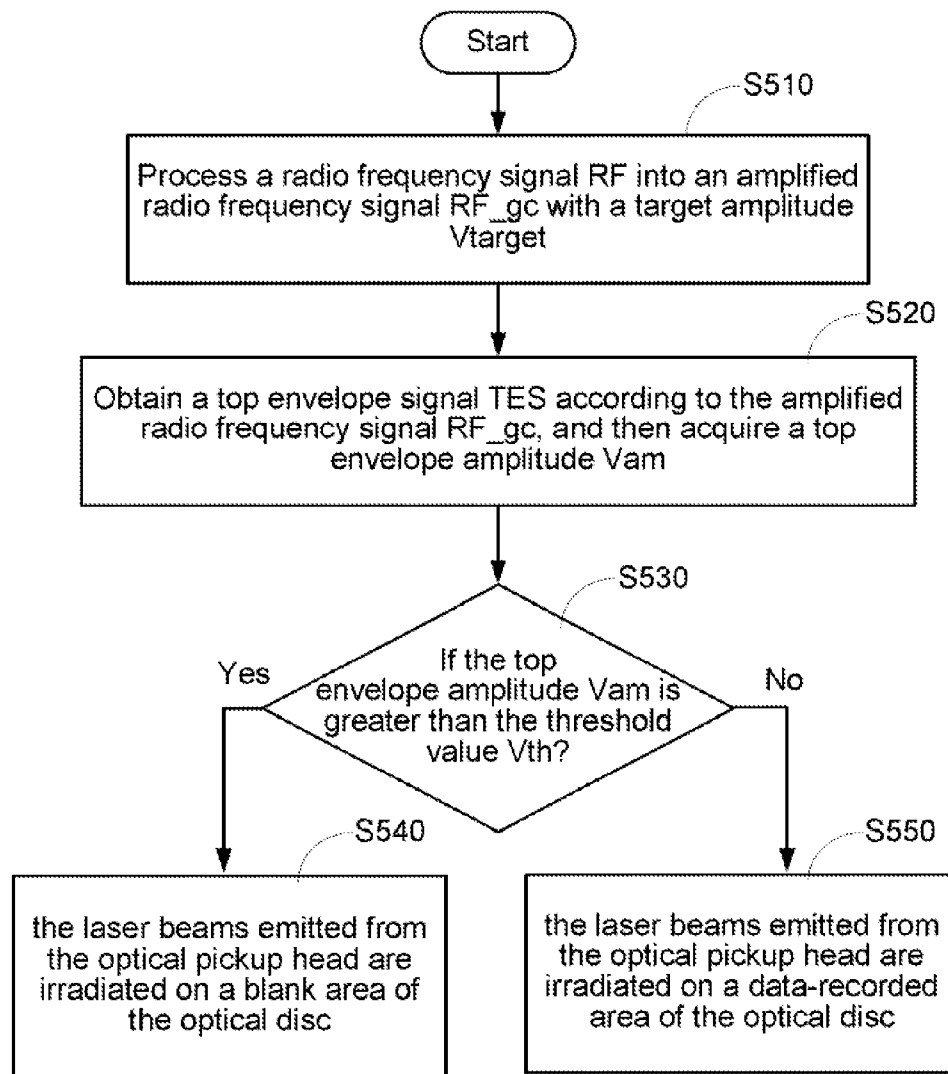 Start
S510
Process a radio frequency signal RF into an amplified
radio frequency signal RF_gc with a target amplitude
Vtarget
S520
Obtain a top envelope signal TES according to the amplified
radio frequency signal RF_gc, and then acquire a top
envelope amplitude Vam
S530
If the top
envelope amplitude Vam is
greater than the threshold
value Vth?
Yes
No
S540
the laser beams emitted from
the optical pickup head are
irradiated on a blank area of
the optical disc
S550
the laser beams emitted from
the optical pickup head are
irradiated on a data-recorded
area of the optical disc